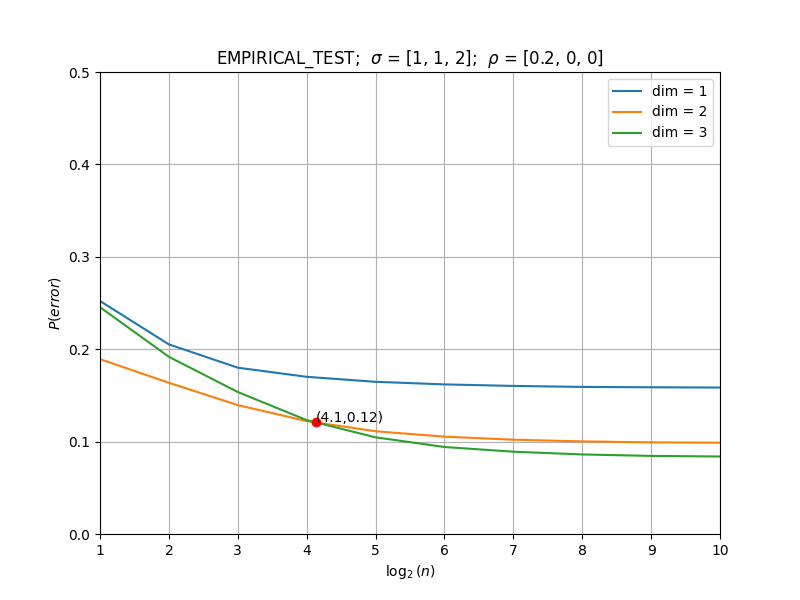 EMPIRICAL_TEST;  σ = [1, 1, 2];  ρ = [0.2, 0, 0]
dim = 1
dim = 2
dim = 3
0.5
0.4
0.3
0.2
0.1
0.0
P(error)
(4.1,0.12)
1 2 3 4 5 6 7 8 9 10
log₂(n)